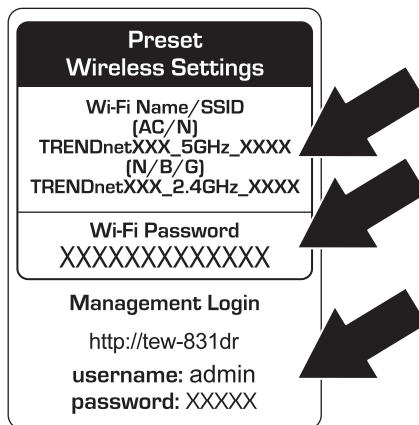 Preset
Wireless Settings
Wi-Fi Name/SSID
(AC/N)
TRENDnetXXX_5GHz_XXXX
(N/B/G)
TRENDnetXXX_2.4GHz_XXXX
Wi-Fi Password
XXXXXXXXXXXXX
Management Login
http://tew-831dr
username: admin
password: XXXXX